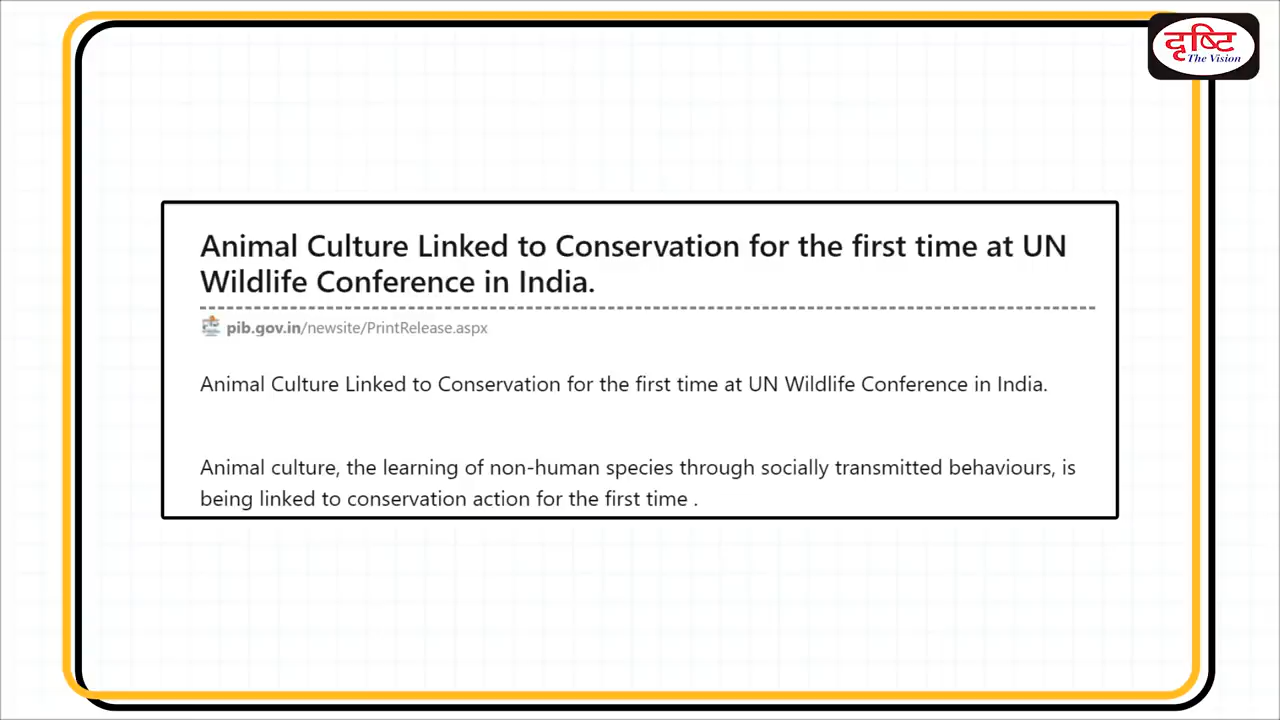 दृष्टि
The Vision
Animal Culture Linked to Conservation for the first time at UN
Wildlife Conference in India.
pib.gov.in/newsite/PrintRelease.aspx
Animal Culture Linked to Conservation for the first time at UN Wildlife Conference in India.
Animal culture, the learning of non-human species through socially transmitted behaviours, is
being linked to conservation action for the first time .